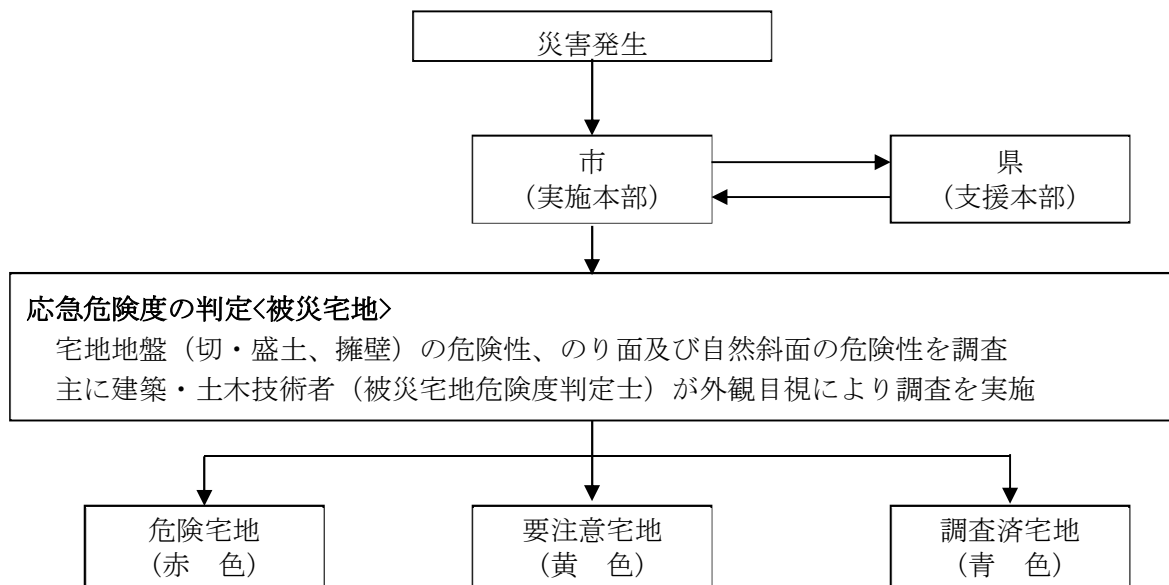 災害発生
市
（実施本部）
県
（支援本部）
応急危険度の判定<被災宅地>
宅地地盤（切・盛土、擁壁）の危険性、のり面及び自然斜面の危険性を調査
主に建築・土木技術者（被災宅地危険度判定士）が外観目視により調査を実施
危険宅地
（赤　色）
要注意宅地
（黄　色）
調査済宅地
（青　色）